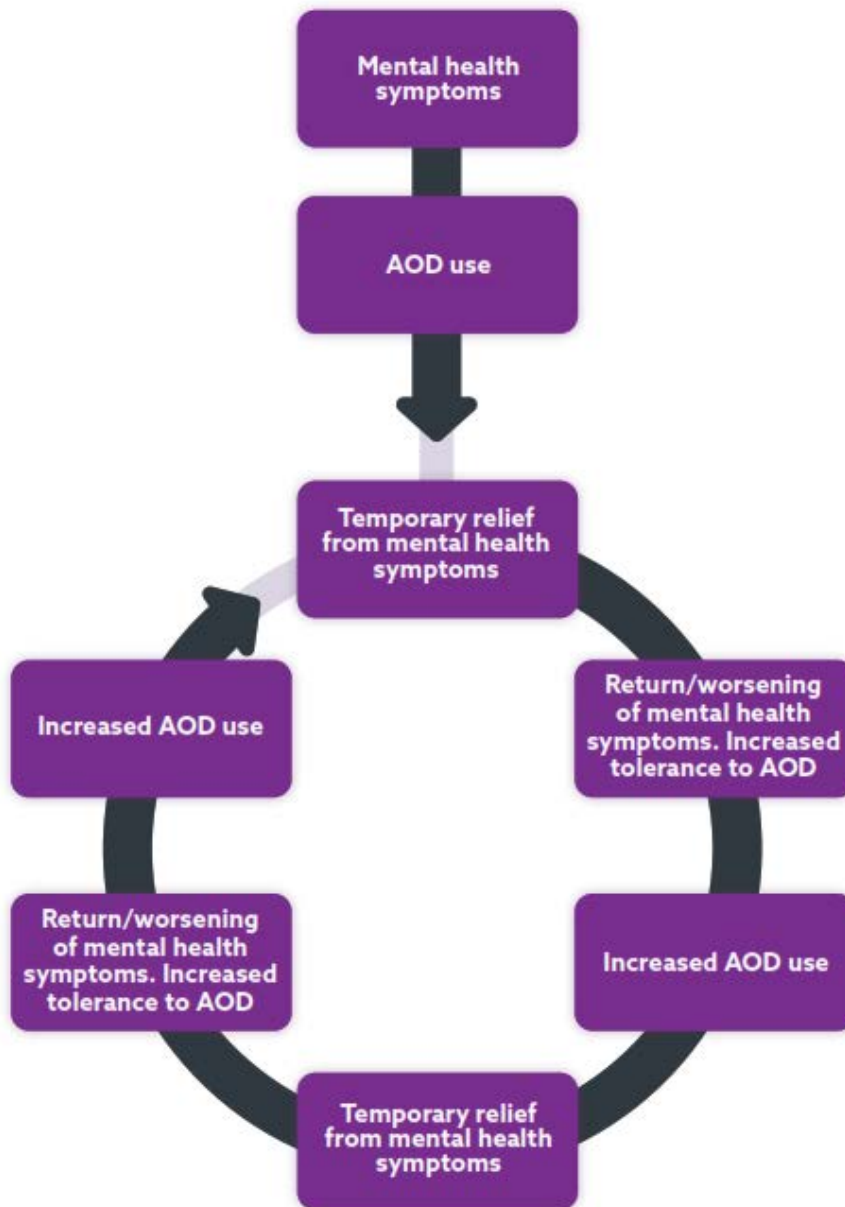 Mental health
symptoms
AOD use
Temporary relief
from mental health
symptoms
Return/worsening
of mental health
symptoms. Increased
tolerance to AOD
Increased AOD use
Temporary relief
from mental health
symptoms
Return/worsening
of mental health
symptoms. Increased
tolerance to AOD
Increased AOD use